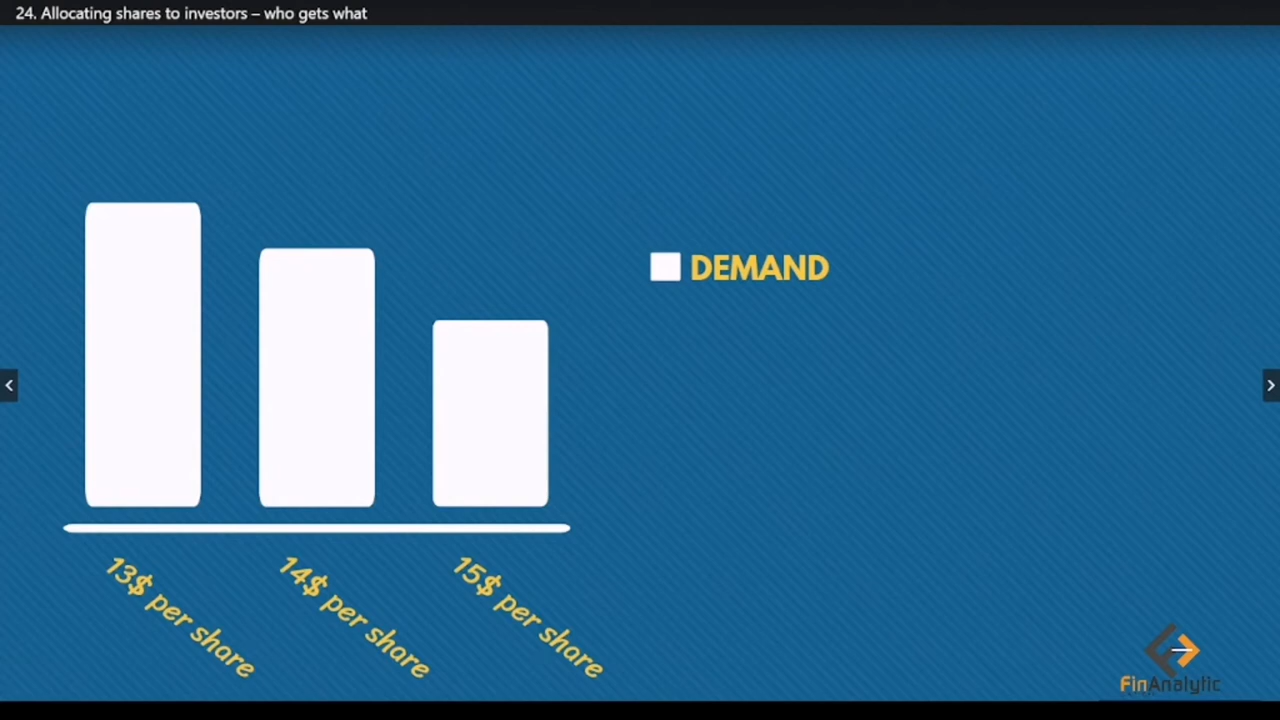 24. Allocating shares to investors – who gets what
DEMAND
13$ per share
14$ per share
15$ per share
FinAnalytic